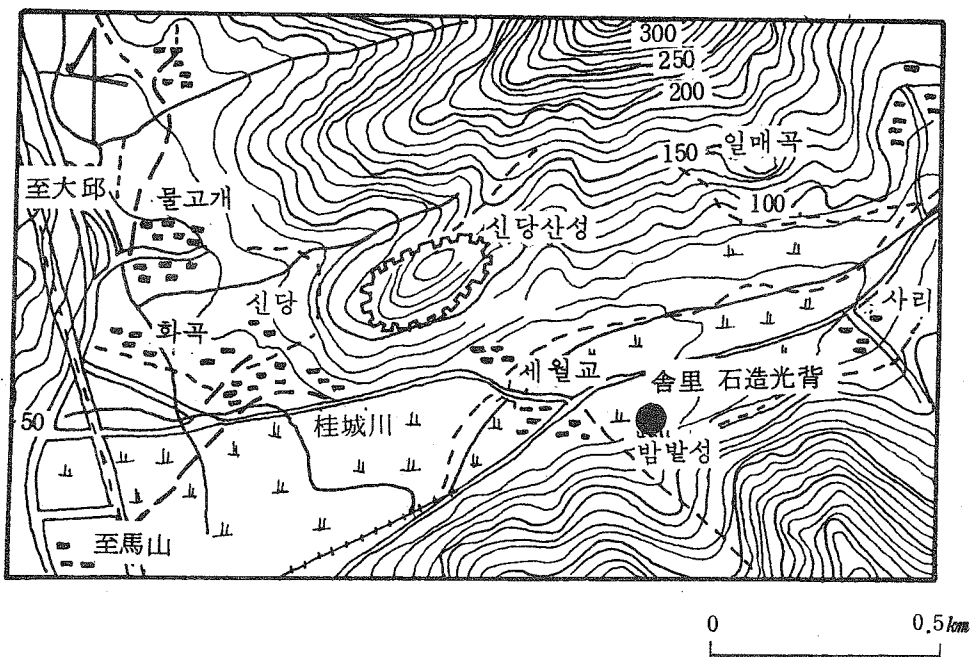 300
250
200
150
일매곡
100
至大邱
물고개
신당산성
신당
사리
화곡
세월교
舍里 石造光背
50
桂城川
밤밭성
至馬山
0 0.5km